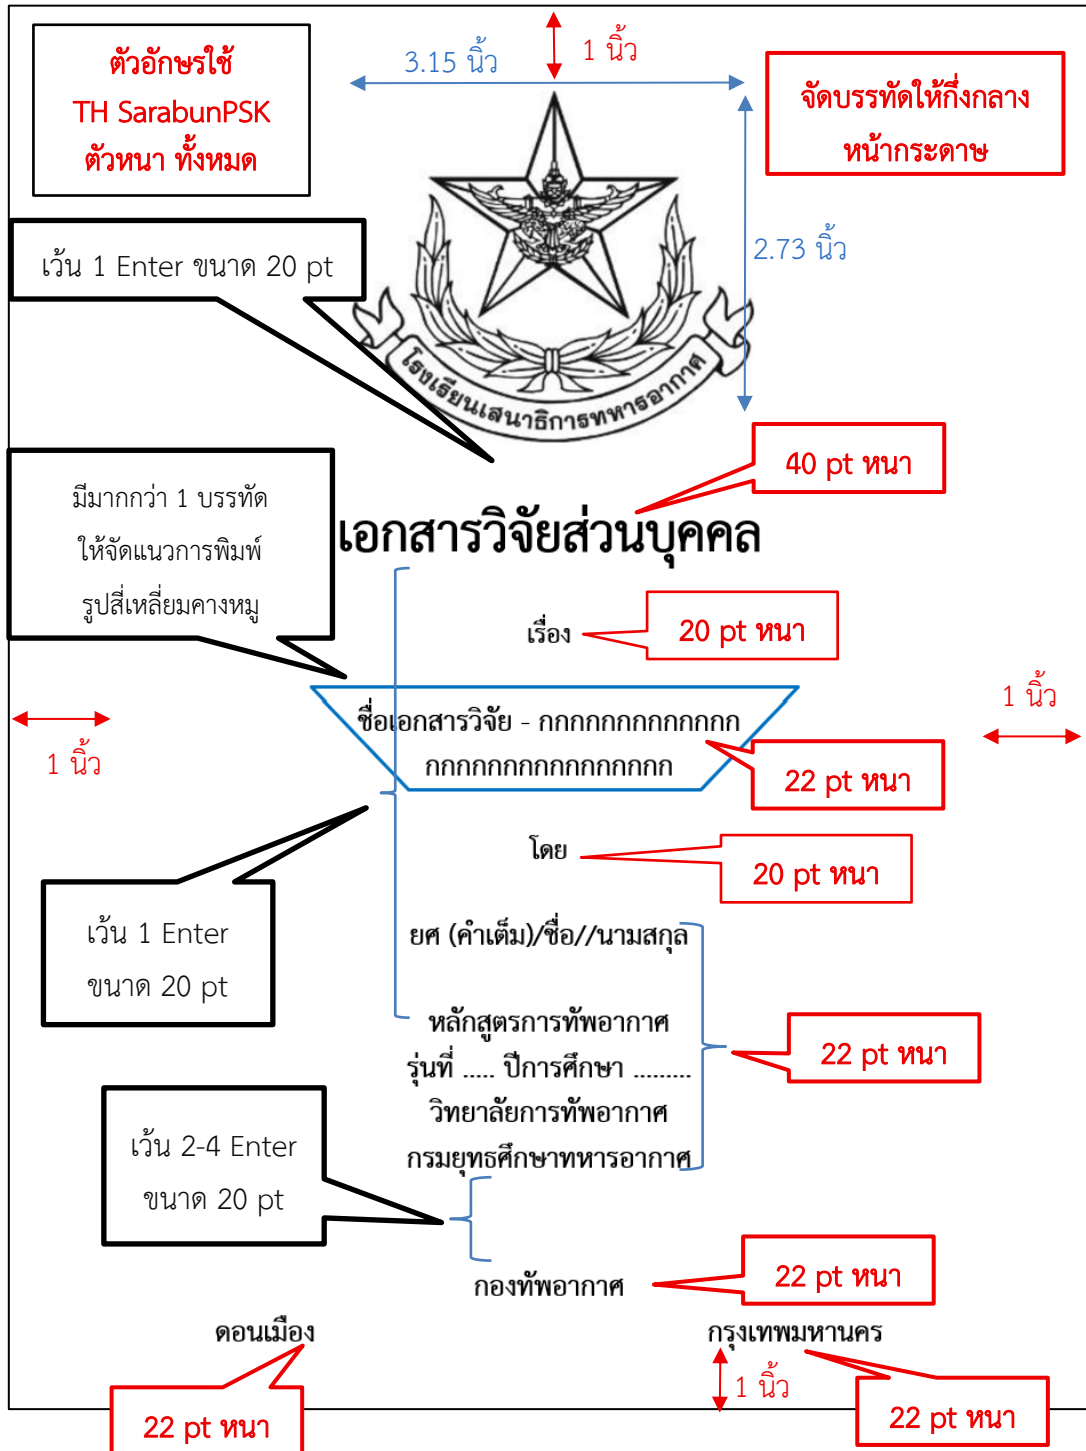 1 นิ้ว
3.15 นิ้ว
ตัวอักษรใช้
TH SarabunPSK
ตัวหนา ทั้งหมด
จัดบรรทัดให้กึ่งกลาง
หน้ากระดาษ
เว้น 1 Enter ขนาด 20 pt
2.73 นิ้ว
โรงเรียนเสนาธิการทหารอากาศ
40 pt หนา
มีมากกว่า 1 บรรทัด
ให้จัดแนวการพิมพ์
รูปสี่เหลี่ยมคางหมู
เอกสารวิจัยส่วนบุคคล
เรื่อง
20 pt หนา
1 นิ้ว
1 นิ้ว
ชื่อเอกสารวิจัย - กกกกกกกกกกกกก
กกกกกกกกกกกกกกกก
22 pt หนา
โดย
20 pt หนา
เว้น 1 Enter
ขนาด 20 pt
ยศ (คำเต็ม)/ชื่อ//นามสกุล
หลักสูตรการทัพอากาศ
รุ่นที่ ..... ปีการศึกษา .........
วิทยาลัยการทัพอากาศ
กรมยุทธศึกษาทหารอากาศ
22 pt หนา
เว้น 2-4 Enter
ขนาด 20 pt
กองทัพอากาศ
22 pt หนา
ดอนเมือง
กรุงเทพมหานคร
1 นิ้ว
22 pt หนา
22 pt หนา